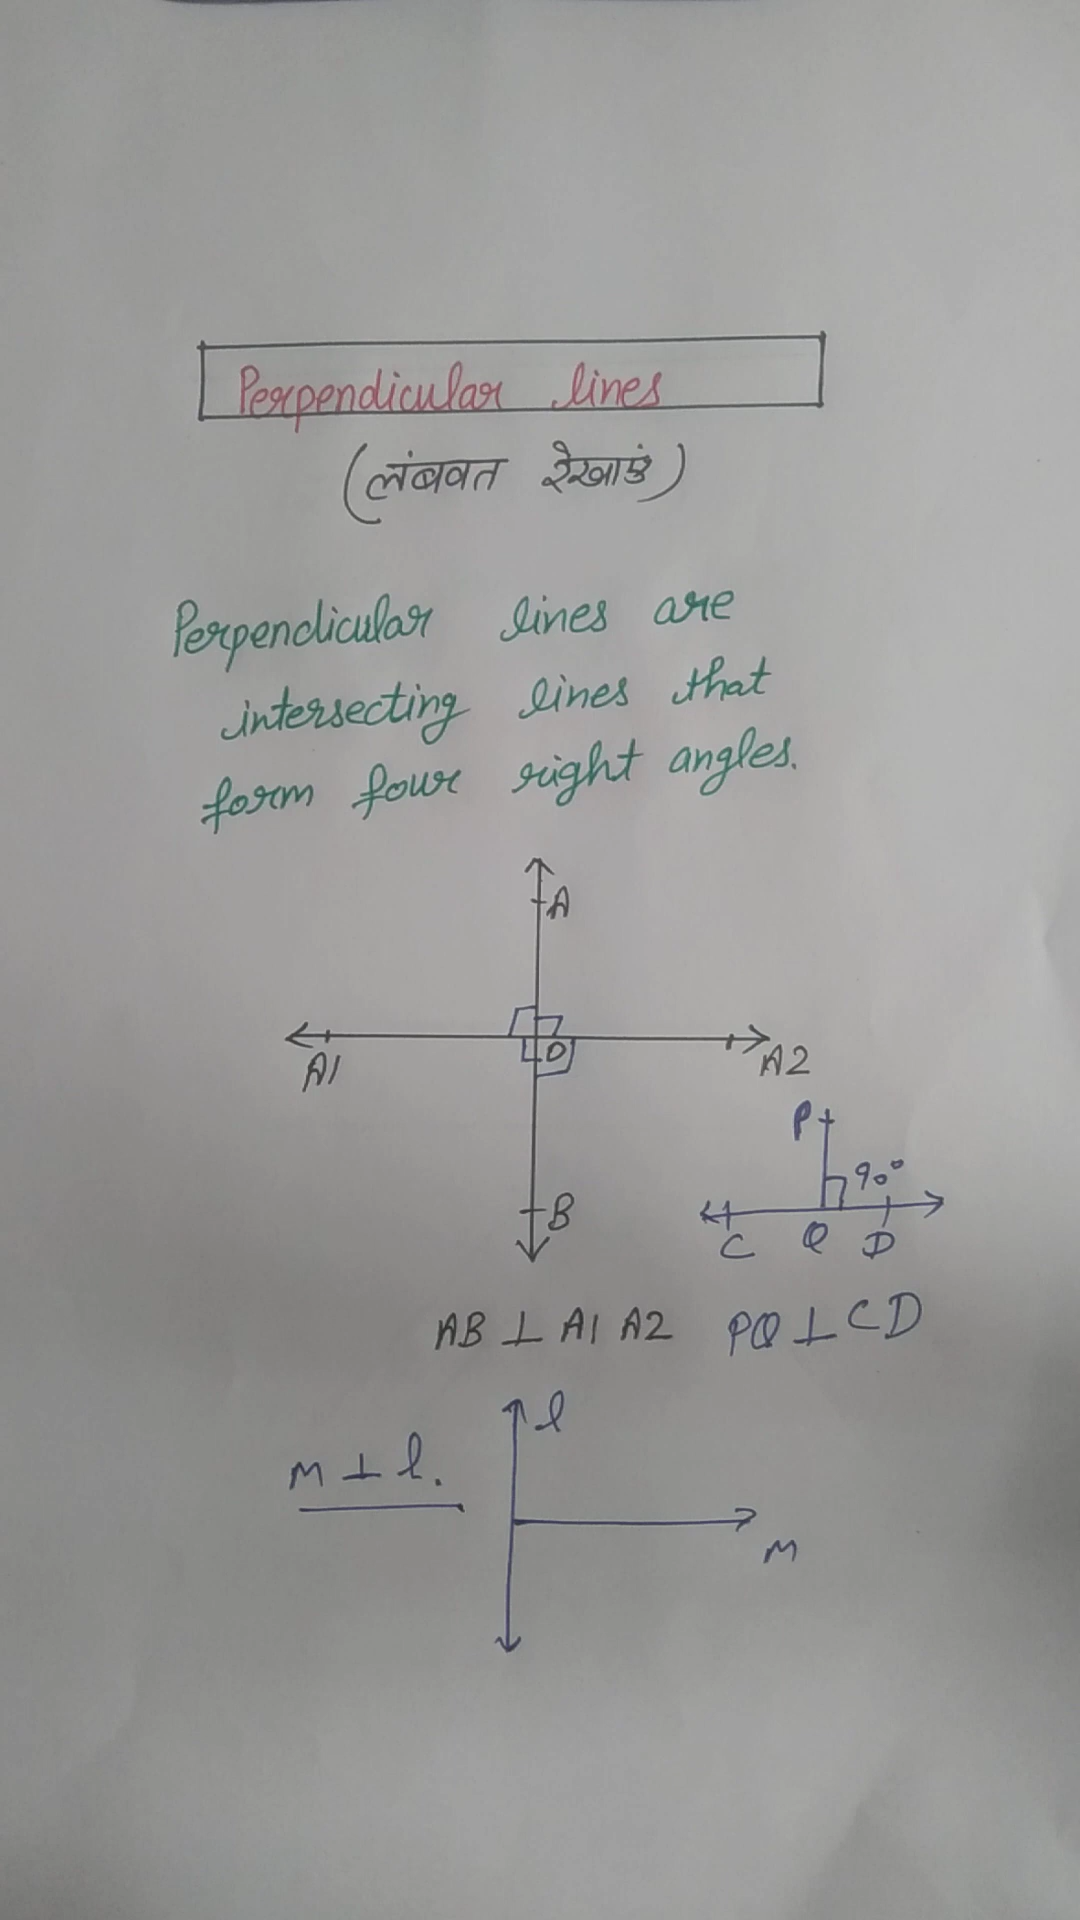 Perpendicular lines
(लंबवत रेखाएं)
Perpendicular lines are
intersecting lines that
form four right angles.
A
A1
O
A2
P
90°
B
C Q D
AB ⊥ A1 A2
PQ ⊥ CD
l
M ⊥ l.
M